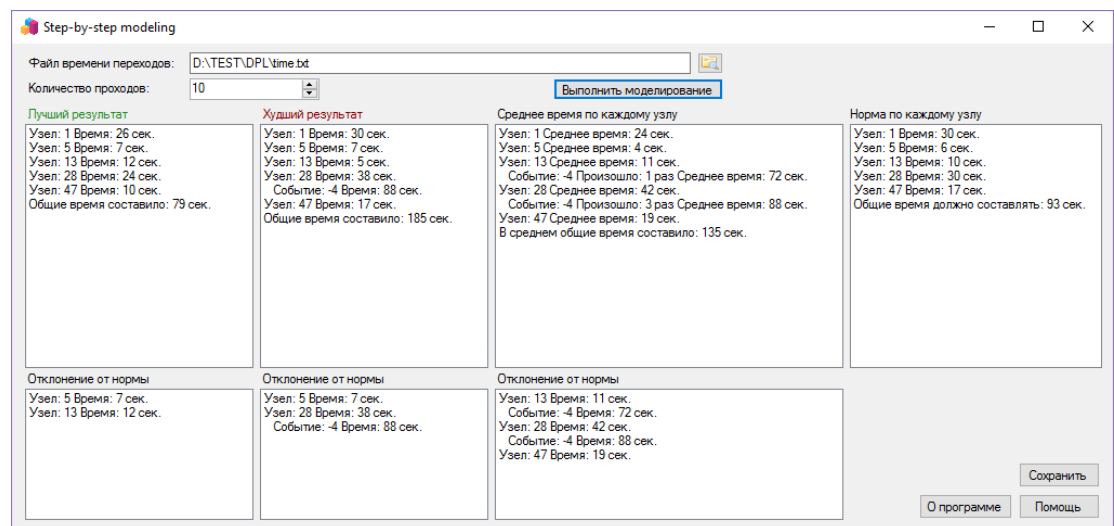 Step-by-step modeling
Файл времени переходов: D:\TEST\DPL\time.txt
Количество проходов: 10
Выполнить моделирование
Лучший результат
Узел: 1 Время: 26 сек.
Узел: 5 Время: 7 сек.
Узел: 13 Время: 12 сек.
Узел: 28 Время: 24 сек.
Узел: 47 Время: 10 сек.
Общие время составило: 79 сек.
Худший результат
Узел: 1 Время: 30 сек.
Узел: 5 Время: 7 сек.
Узел: 13 Время: 5 сек.
Узел: 28 Время: 38 сек.
Событие: -4 Время: 88 сек.
Узел: 47 Время: 17 сек.
Общие время составило: 185 сек.
Среднее время по каждому узлу
Узел: 1 Среднее время: 24 сек.
Узел: 5 Среднее время: 4 сек.
Узел: 13 Среднее время: 11 сек.
Событие: -4 Произошло: 1 раз Среднее время: 72 сек.
Узел: 28 Среднее время: 42 сек.
Событие: -4 Произошло: 3 раз Среднее время: 88 сек.
Узел: 47 Среднее время: 19 сек.
В среднем общие время составило: 135 сек.
Норма по каждому узлу
Узел: 1 Время: 30 сек.
Узел: 5 Время: 6 сек.
Узел: 13 Время: 10 сек.
Узел: 28 Время: 30 сек.
Узел: 47 Время: 17 сек.
Общие время должно составлять: 93 сек.
Отклонение от нормы
Узел: 5 Время: 7 сек.
Узел: 13 Время: 12 сек.
Отклонение от нормы
Узел: 5 Время: 7 сек.
Узел: 28 Время: 38 сек.
Событие: -4 Время: 88 сек.
Отклонение от нормы
Узел: 13 Время: 11 сек.
Событие: -4 Время: 72 сек.
Узел: 28 Время: 42 сек.
Событие: -4 Время: 88 сек.
Узел: 47 Время: 19 сек.
Сохранить
О программе
Помощь